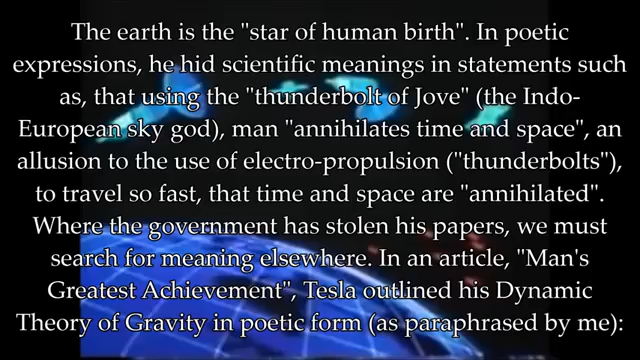 The earth is the "star of human birth". In poetic
expressions, he hid scientific meanings in statements such
as, that using the "thunderbolt of Jove" (the Indo-
European sky god), man "annihilates time and space", an
allusion to the use of electro-propulsion ("thunderbolts"),
to travel so fast, that time and space are "annihilated".
Where the government has stolen his papers, we must
search for meaning elsewhere. In an article, "Man's
Greatest Achievement", Tesla outlined his Dynamic
Theory of Gravity in poetic form (as paraphrased by me):